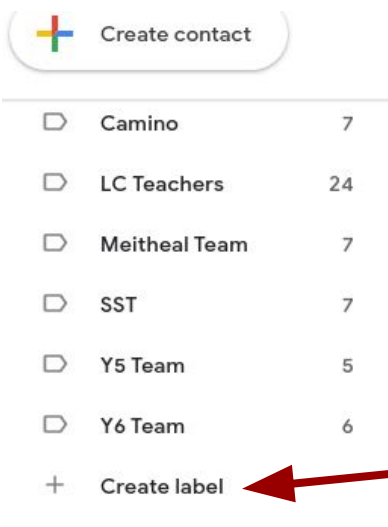 Create contact
Camino 7
LC Teachers 24
Meitheal Team 7
SST 7
Y5 Team 5
Y6 Team 6
Create label